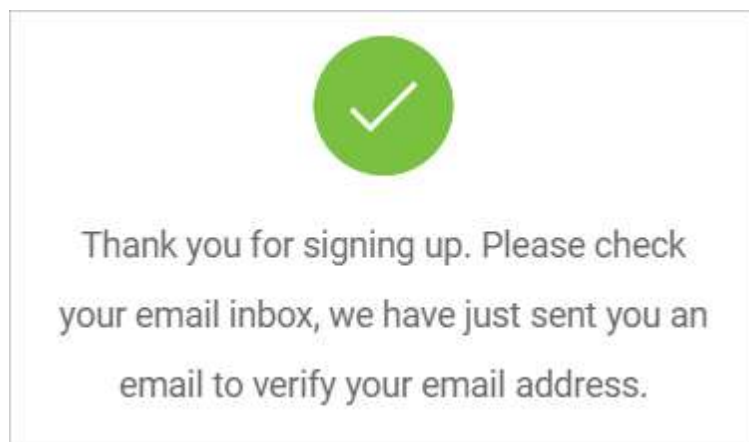 Thank you for signing up. Please check
your email inbox, we have just sent you an
email to verify your email address.